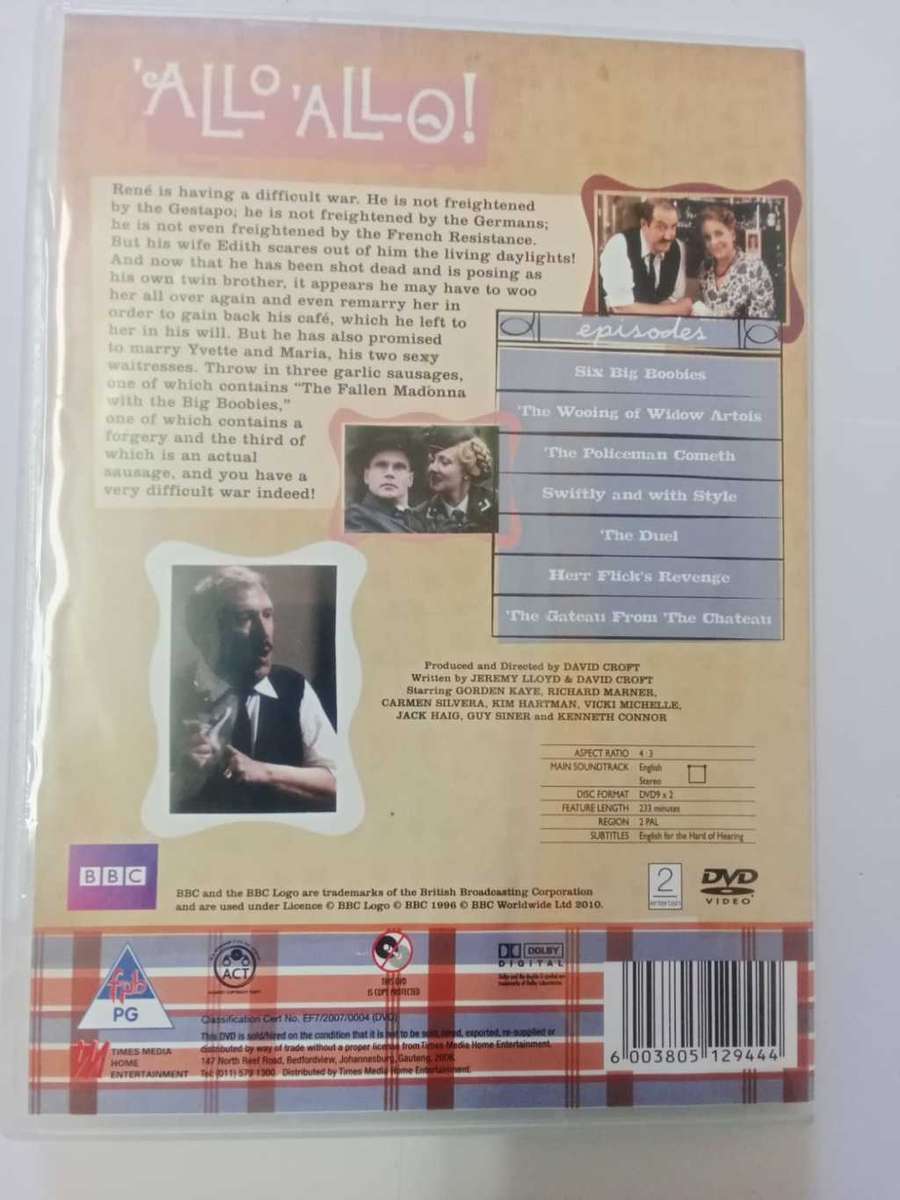 'ALLO 'ALLO!
René is having a difficult war. He is not freightened
by the Gestapo; he is not freightened by the Germans;
he is not even freightened by the French Resistance.
But his wife Edith scares out of him the living daylights!
And now that he has been shot dead and is posing as
his own twin brother, it appears he may have to woo
her all over again and even remarry her in
order to gain back his café, which he left to
her in his will. But he has also promised
to marry Yvette and Maria, his two sexy
waitresses. Throw in three garlic sausages,
one of which contains "The Fallen Madonna
with the Big Boobies,"
one of which contains a
forgery and the third of
which is an actual
sausage, and you have a
very difficult war indeed!
episodes
Six Big Boobies
The Wooing of Widow Artois
The Policeman Cometh
Swiftly and with Style
The Duel
Herr Flick's Revenge
The Gateau From The Chateau
Produced and Directed by DAVID CROFT
Written by JEREMY LLOYD & DAVID CROFT
Starring GORDEN KAYE, RICHARD MARNER,
CARMEN SILVERA, KIM HARTMAN, VICKI MICHELLE,
JACK HAIG, GUY SINER and KENNETH CONNOR
ASPECT RATIO 4:3
MAIN SOUNDTRACK English
Stereo
DISC FORMAT DVD9 x 2
FEATURE LENGTH 233 minutes
REGION 2 PAL
SUBTITLES English for the Hard of Hearing
BBC
BBC and the BBC Logo are trademarks of the British Broadcasting Corporation
and are used under Licence © BBC Logo © BBC 1996 © BBC Worldwide Ltd 2010.
2
entertain
DVD
VIDEO
fpb
PG
ACT
THIS DVD
IS COPY PROTECTED
DOLBY
DIGITAL
Classification Cert No. EF7/2007/0004 (DVD)
This DVD is sold/hired on the condition that it is not to be sold, hired, exported, re-supplied or
distributed by way of trade without a proper license from Times Media Home Entertainment.
147 North Reef Road, Bedfordview, Johannesburg, Gauteng, 2008.
Tel: (011) 579 1300 Distributed by Times Media Home Entertainment.
TIMES MEDIA
HOME
ENTERTAINMENT
6 003805 129444